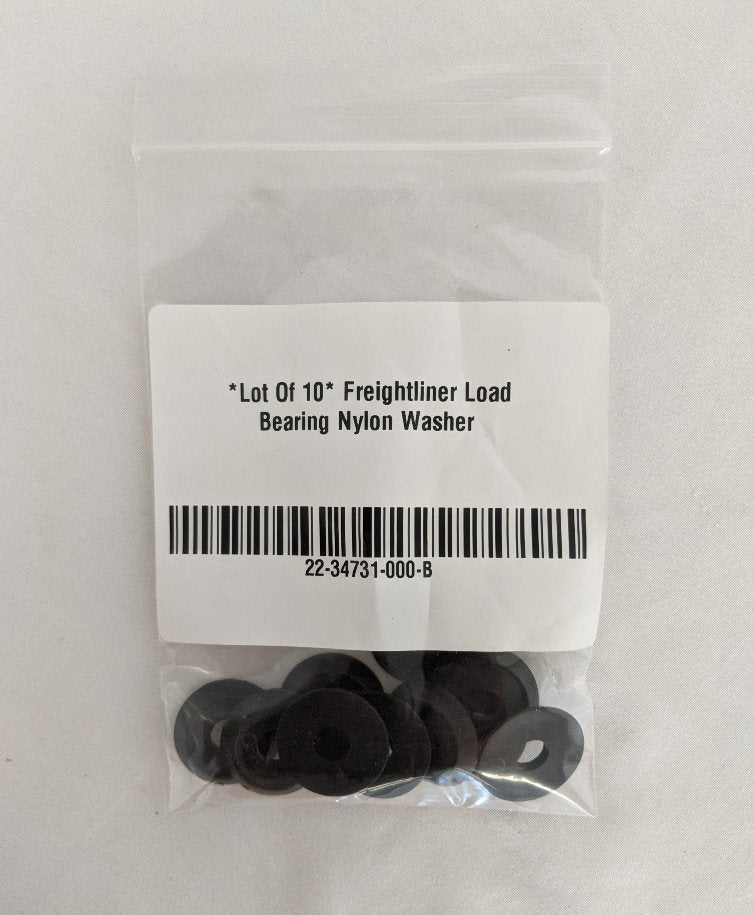 *Lot Of 10* Freightliner Load
Bearing Nylon Washer
22-34731-000-B